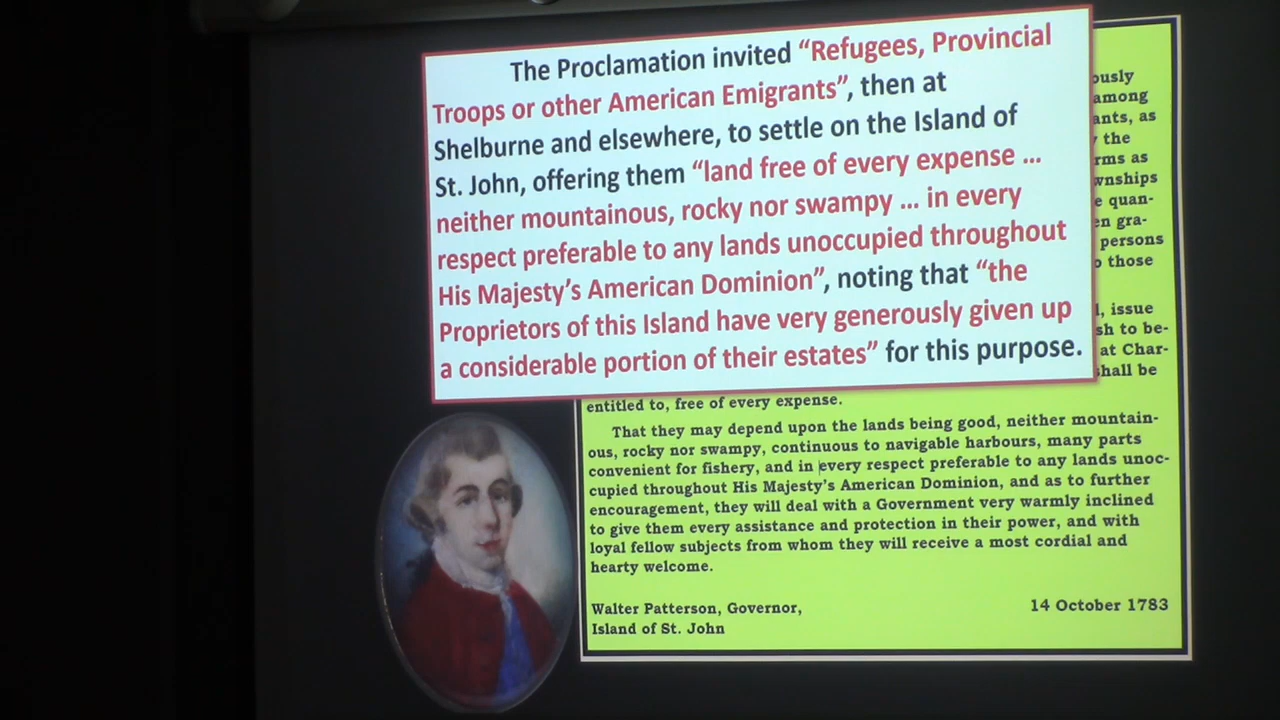 The Proclamation invited “Refugees, Provincial
Troops or other American Emigrants”, then at
Shelburne and elsewhere, to settle on the Island of
St. John, offering them “land free of every expense ...
neither mountainous, rocky nor swampy ... in every
respect preferable to any lands unoccupied throughout
His Majesty’s American Dominion”, noting that “the
Proprietors of this Island have very generously given up
a considerable portion of their estates” for this purpose.
among
ants, as
the
rms as
wnships
e quan-
en gra-
persons
those
issue
sh to be-
at Char-
shall be
entitled to, free of every expense.
That they may depend upon the lands being good, neither mountain-
ous, rocky nor swampy, continuous to navigable harbours, many parts
convenient for fishery, and in every respect preferable to any lands unoc-
cupied throughout His Majesty’s American Dominion, and as to further
encouragement, they will deal with a Government very warmly inclined
to give them every assistance and protection in their power, and with
loyal fellow subjects from whom they will receive a most cordial and
hearty welcome.
Walter Patterson, Governor,
Island of St. John
14 October 1783